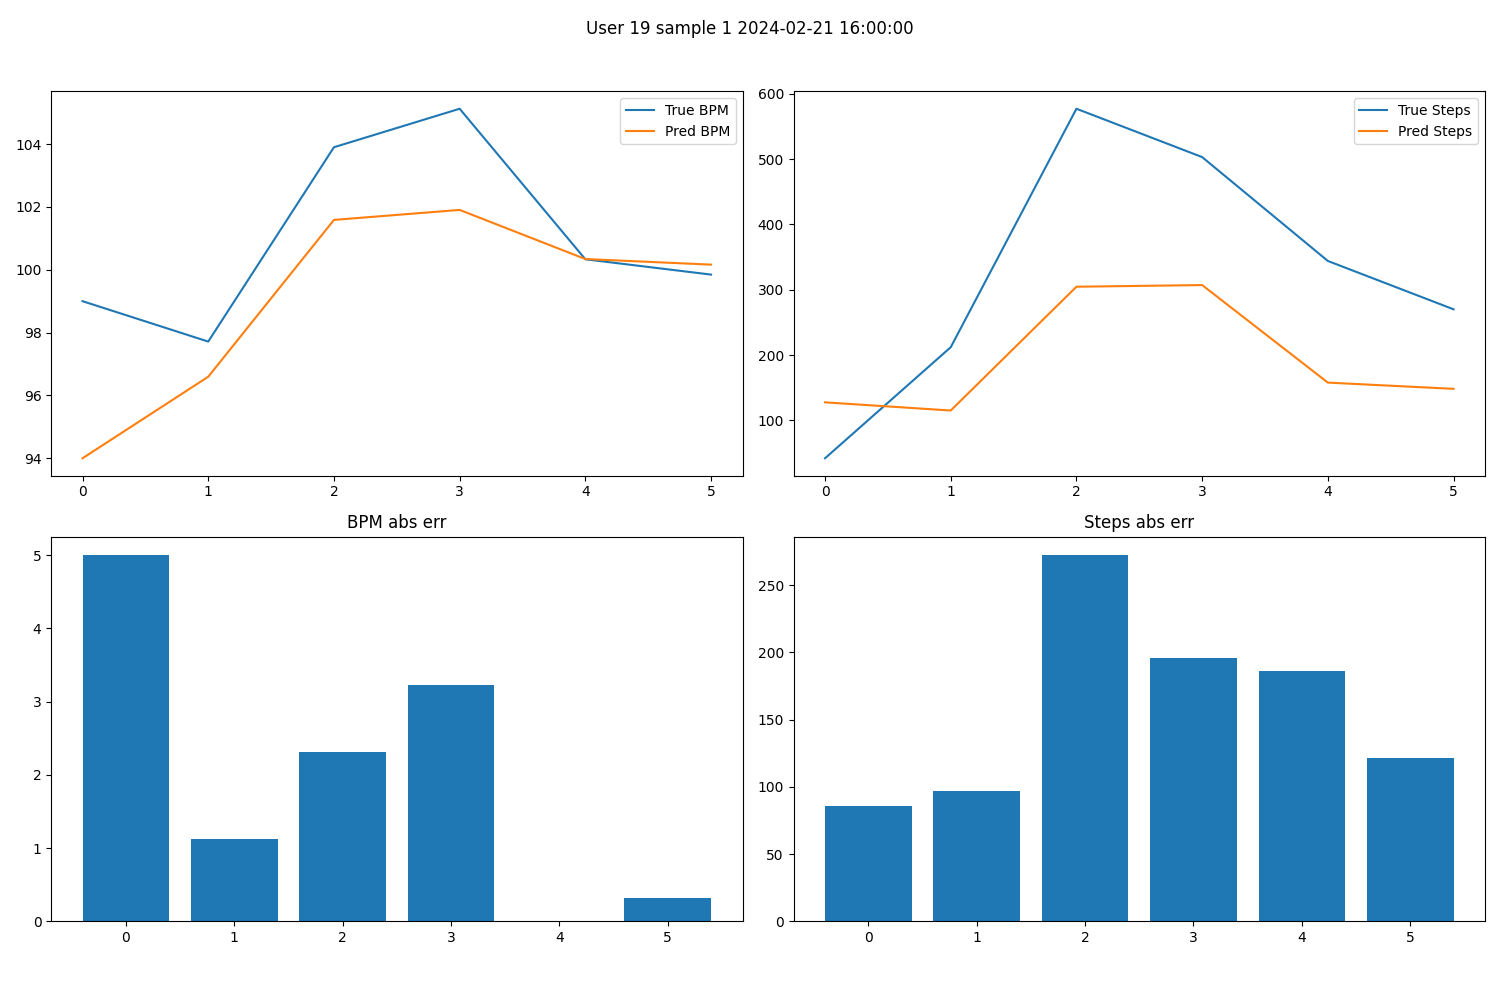 User 19 sample 1 2024-02-21 16:00:00
True BPM
Pred BPM
104
102
100
98
96
94
0 1 2 3 4 5
True Steps
Pred Steps
600
500
400
300
200
100
0 1 2 3 4 5
BPM abs err
5
4
3
2
1
0
0 1 2 3 4 5
Steps abs err
250
200
150
100
50
0
0 1 2 3 4 5